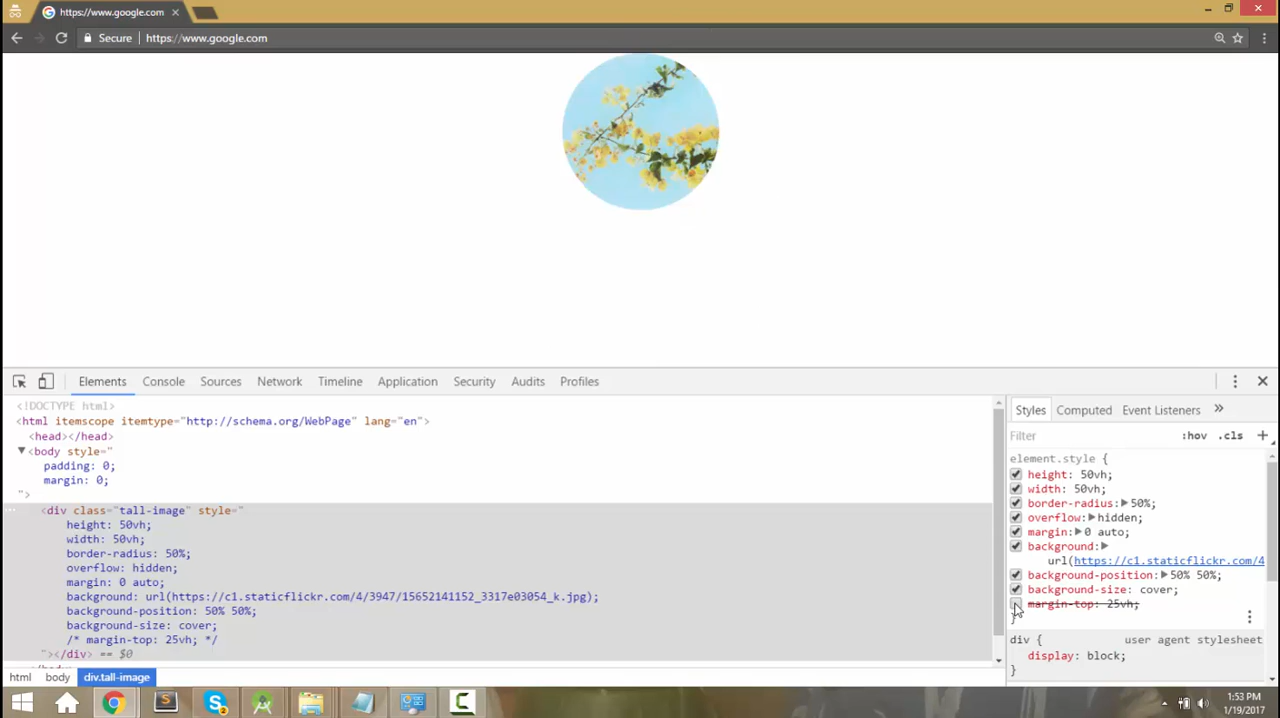 https://www.google.com
Secure
https://www.google.com
Elements Console Sources Network Timeline Application Security Audits Profiles
<!DOCTYPE html>
<html itemscope itemtype="http://schema.org/WebPage" lang="en">
<head></head>
<body style="
padding: 0;
margin: 0;
">
<div class="tall-image" style="
height: 50vh;
width: 50vh;
border-radius: 50%;
overflow: hidden;
margin: 0 auto;
background: url(https://c1.staticflickr.com/4/3947/15652141152_3317e03054_k.jpg);
background-position: 50% 50%;
background-size: cover;
/* margin-top: 25vh; */
"></div> == $0
html body div.tall-image
Styles Computed Event Listeners »
Filter :hov .cls +
element.style {
height: 50vh;
width: 50vh;
border-radius: 50%;
overflow: hidden;
margin: 0 auto;
background:
url(https://c1.staticflickr.com/4
background-position: 50% 50%;
background-size: cover;
margin-top: 25vh;
}
div { user agent stylesheet
display: block;
}
1:53 PM
1/19/2017